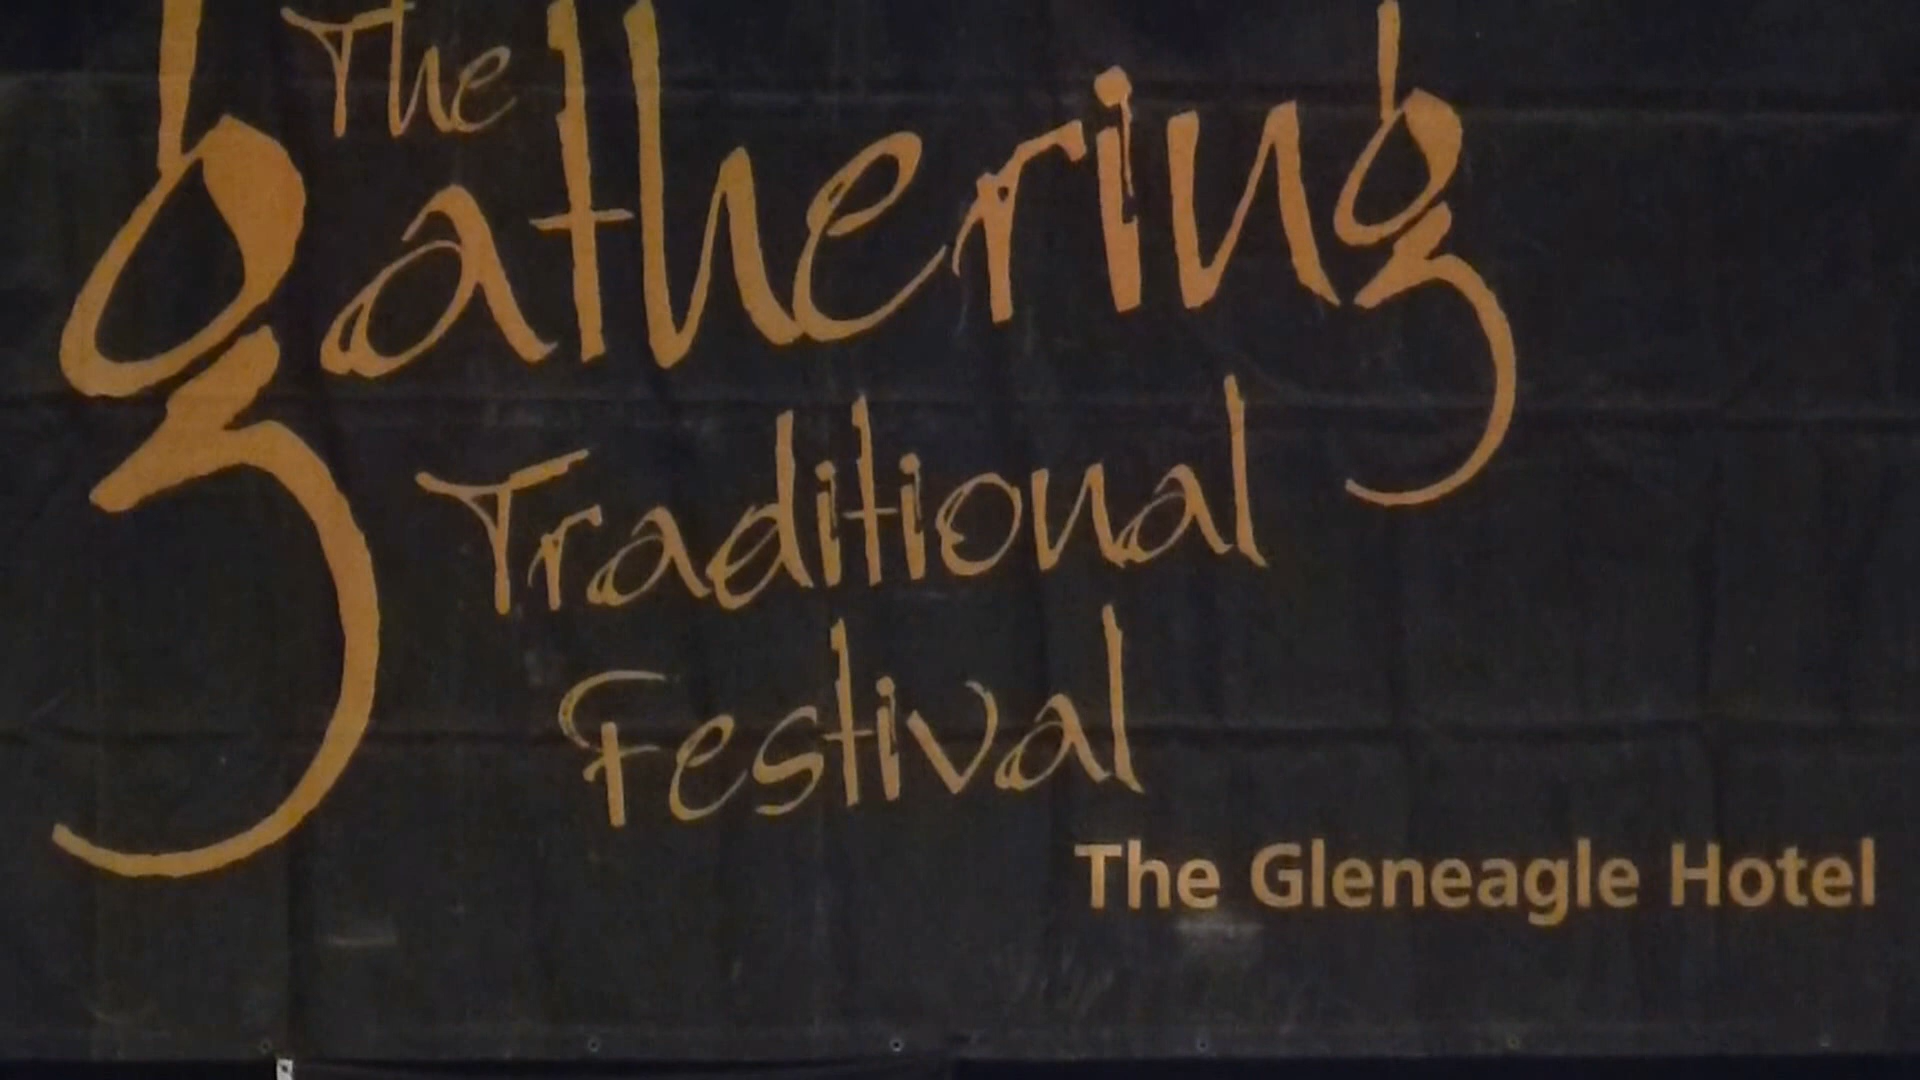 The
gathering
Traditional
Festival
The Gleneagle Hotel